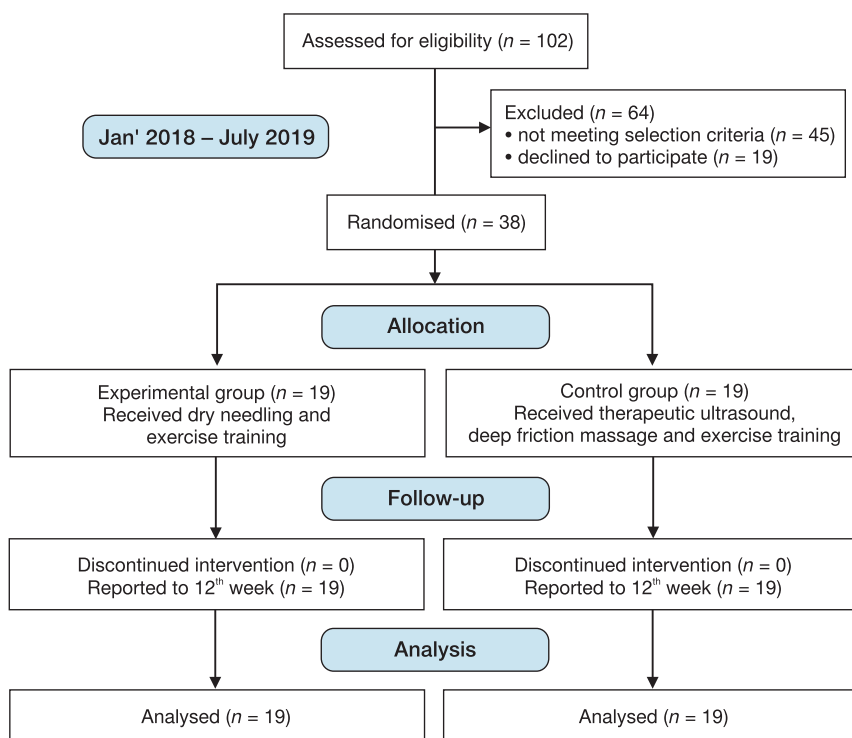 Assessed for eligibility (n = 102)
Excluded (n = 64)
• not meeting selection criteria (n = 45)
• declined to participate (n = 19)
Jan' 2018 – July 2019
Randomised (n = 38)
Allocation
Experimental group (n = 19)
Received dry needling and
exercise training
Control group (n = 19)
Received therapeutic ultrasound,
deep friction massage and exercise training
Follow-up
Discontinued intervention (n = 0)
Reported to 12th week (n = 19)
Discontinued intervention (n = 0)
Reported to 12th week (n = 19)
Analysis
Analysed (n = 19)
Analysed (n = 19)